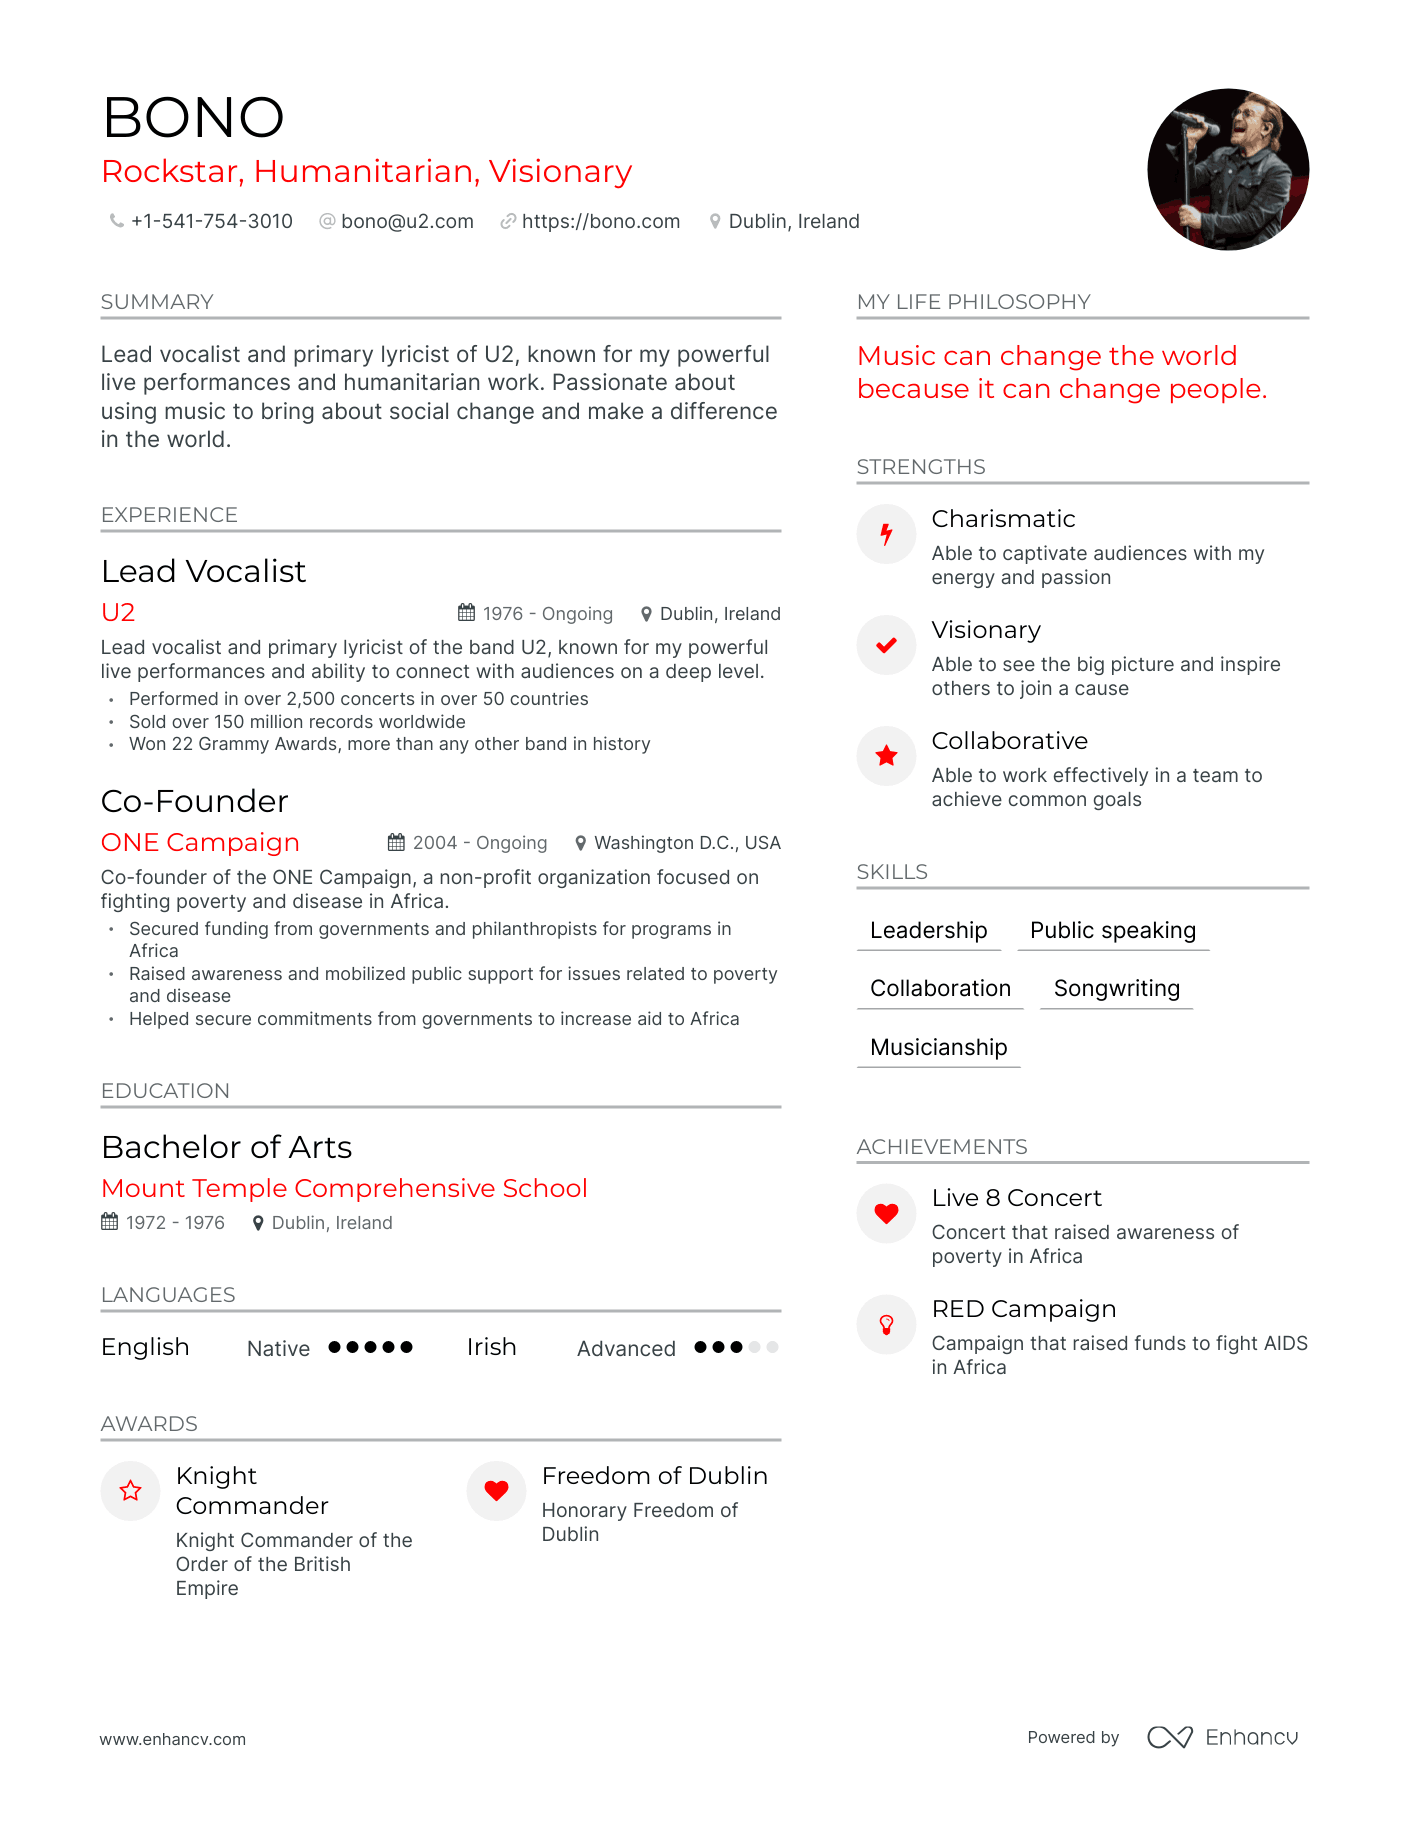 BONO
Rockstar, Humanitarian, Visionary
+1-541-754-3010 @ bono@u2.com https://bono.com Dublin, Ireland
SUMMARY
Lead vocalist and primary lyricist of U2, known for my powerful
live performances and humanitarian work. Passionate about
using music to bring about social change and make a difference
in the world.
EXPERIENCE
Lead Vocalist
U2 1976 - Ongoing Dublin, Ireland
Lead vocalist and primary lyricist of the band U2, known for my powerful
live performances and ability to connect with audiences on a deep level.
• Performed in over 2,500 concerts in over 50 countries
• Sold over 150 million records worldwide
• Won 22 Grammy Awards, more than any other band in history
Co-Founder
ONE Campaign 2004 - Ongoing Washington D.C., USA
Co-founder of the ONE Campaign, a non-profit organization focused on
fighting poverty and disease in Africa.
• Secured funding from governments and philanthropists for programs in
Africa
• Raised awareness and mobilized public support for issues related to poverty
and disease
• Helped secure commitments from governments to increase aid to Africa
EDUCATION
Bachelor of Arts
Mount Temple Comprehensive School
1972 - 1976 Dublin, Ireland
LANGUAGES
English Native Irish Advanced
AWARDS
Knight
Commander
Knight Commander of the
Order of the British
Empire
Freedom of Dublin
Honorary Freedom of
Dublin
MY LIFE PHILOSOPHY
Music can change the world
because it can change people.
STRENGTHS
Charismatic
Able to captivate audiences with my
energy and passion
Visionary
Able to see the big picture and inspire
others to join a cause
Collaborative
Able to work effectively in a team to
achieve common goals
SKILLS
Leadership Public speaking
Collaboration Songwriting
Musicianship
ACHIEVEMENTS
Live 8 Concert
Concert that raised awareness of
poverty in Africa
RED Campaign
Campaign that raised funds to fight AIDS
in Africa
www.enhancv.com
Powered by Enhancv